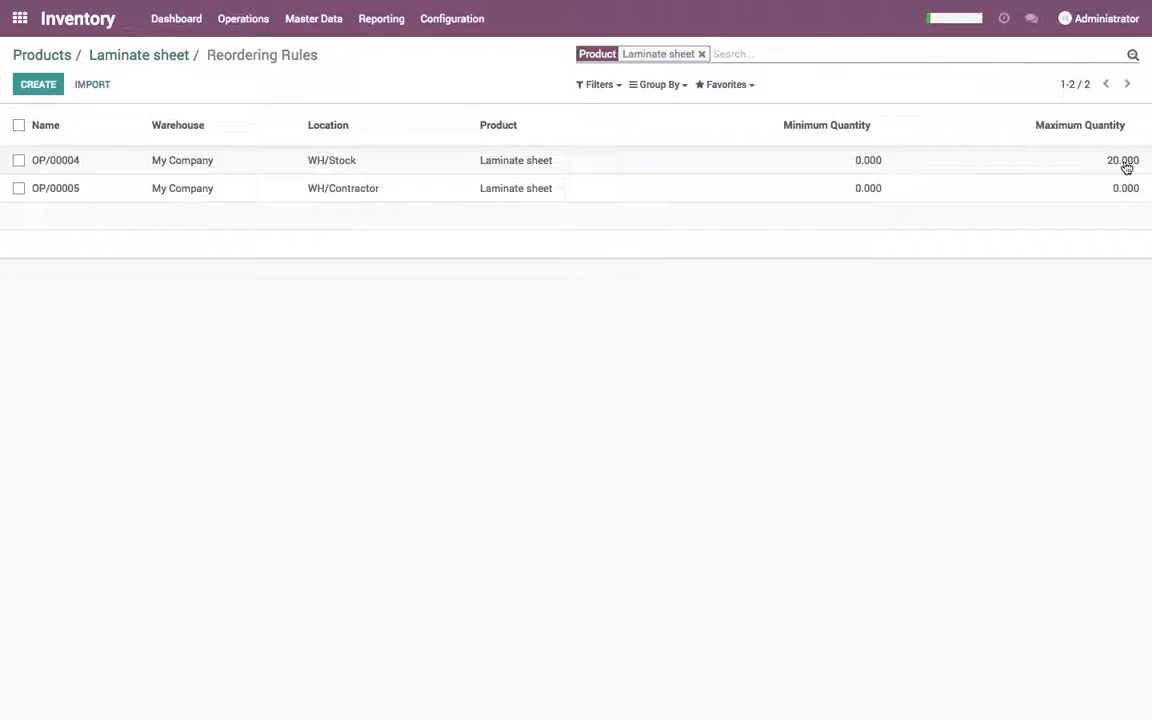 Inventory Dashboard Operations Master Data Reporting Configuration Administrator
Products / Laminate sheet / Reordering Rules Product Laminate sheet × Search...
CREATE IMPORT Filters Group By Favorites 1-2 / 2
Name Warehouse Location Product Minimum Quantity Maximum Quantity
OP/00004 My Company WH/Stock Laminate sheet 0.000 20.000
OP/00005 My Company WH/Contractor Laminate sheet 0.000 0.000